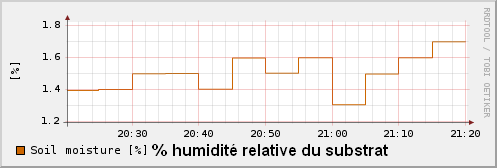 RRDTOOL / TOBI OETIKER
[%]
1.8
1.6
1.4
1.2
20:30 20:40 20:50 21:00 21:10 21:20
Soil moisture [%] % humidité relative du substrat